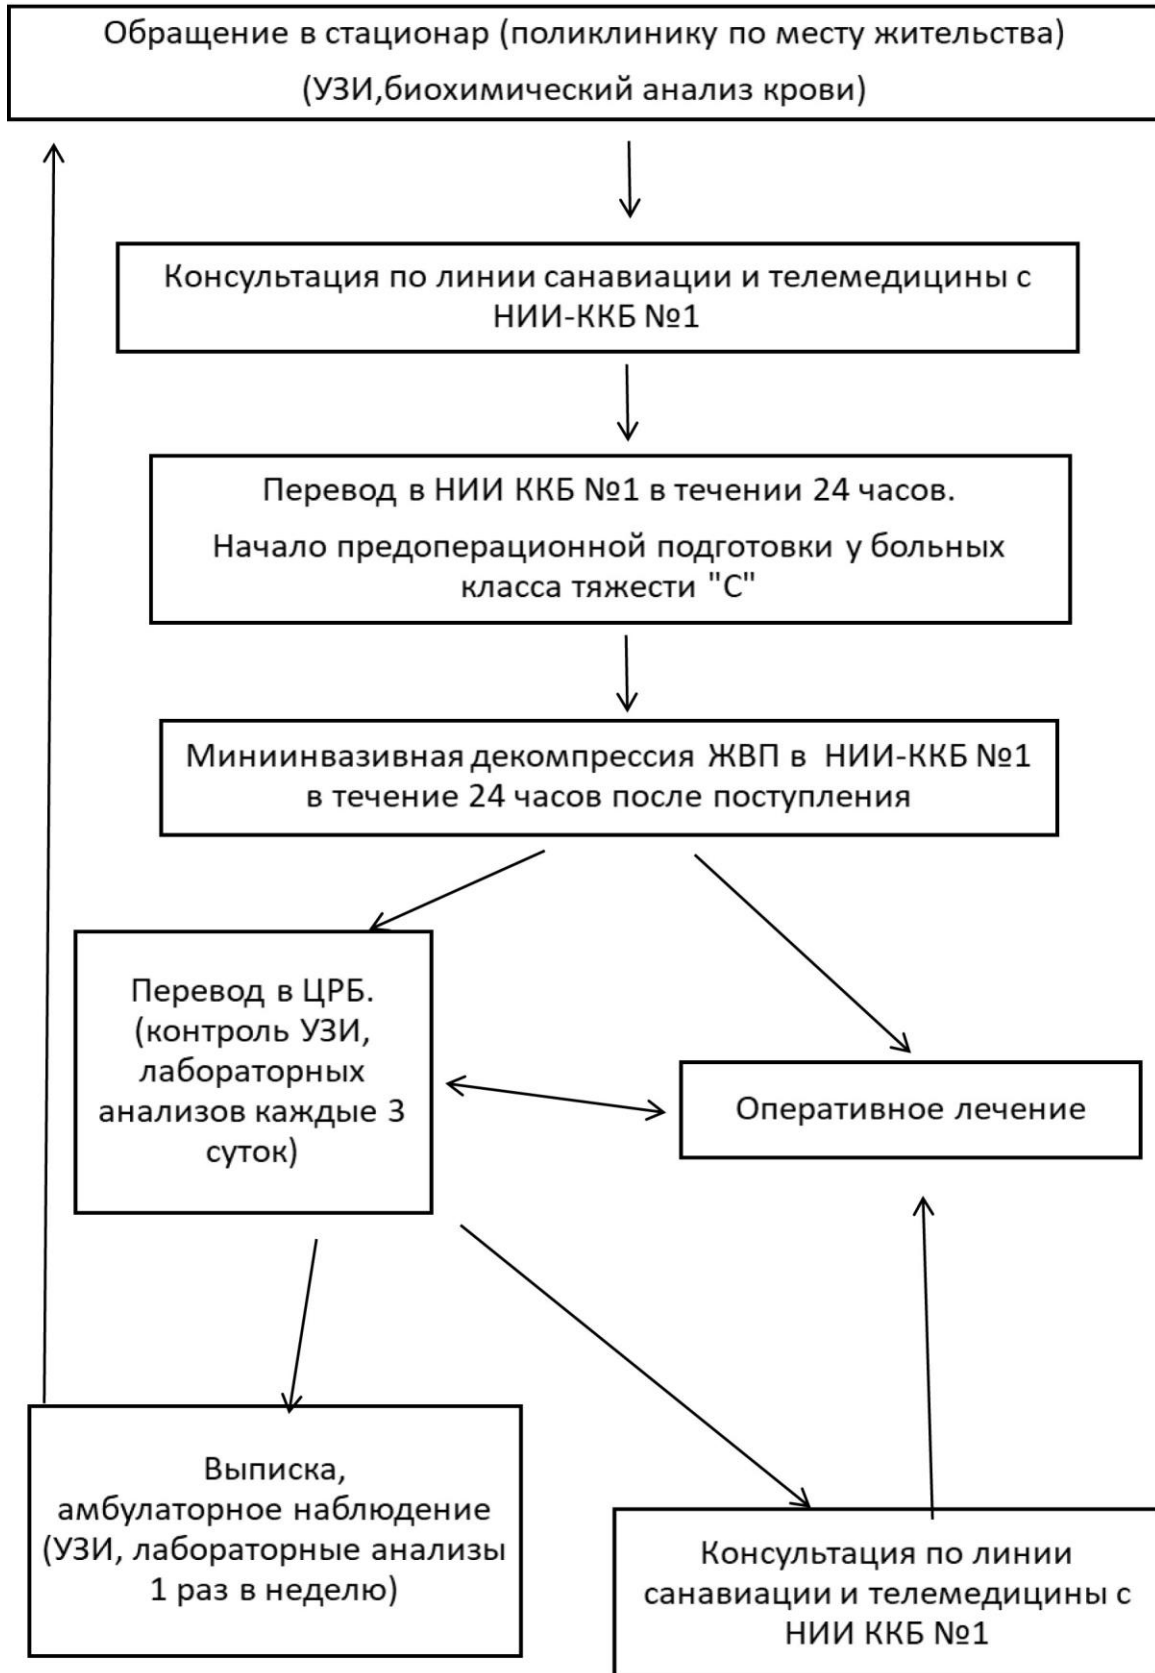 Обращение в стационар (поликлинику по месту жительства)
(УЗИ,биохимический анализ крови)
Консультация по линии санавиации и телемедицины с
НИИ-ККБ №1
Перевод в НИИ ККБ №1 в течении 24 часов.
Начало предоперационной подготовки у больных
класса тяжести "С"
Миниинвазивная декомпрессия ЖВП в НИИ-ККБ №1
в течение 24 часов после поступления
Перевод в ЦРБ.
(контроль УЗИ,
лабораторных
анализов каждые 3
суток)
Оперативное лечение
Выписка,
амбулаторное наблюдение
(УЗИ, лабораторные анализы
1 раз в неделю)
Консультация по линии
санавиации и телемедицины с
НИИ ККБ №1